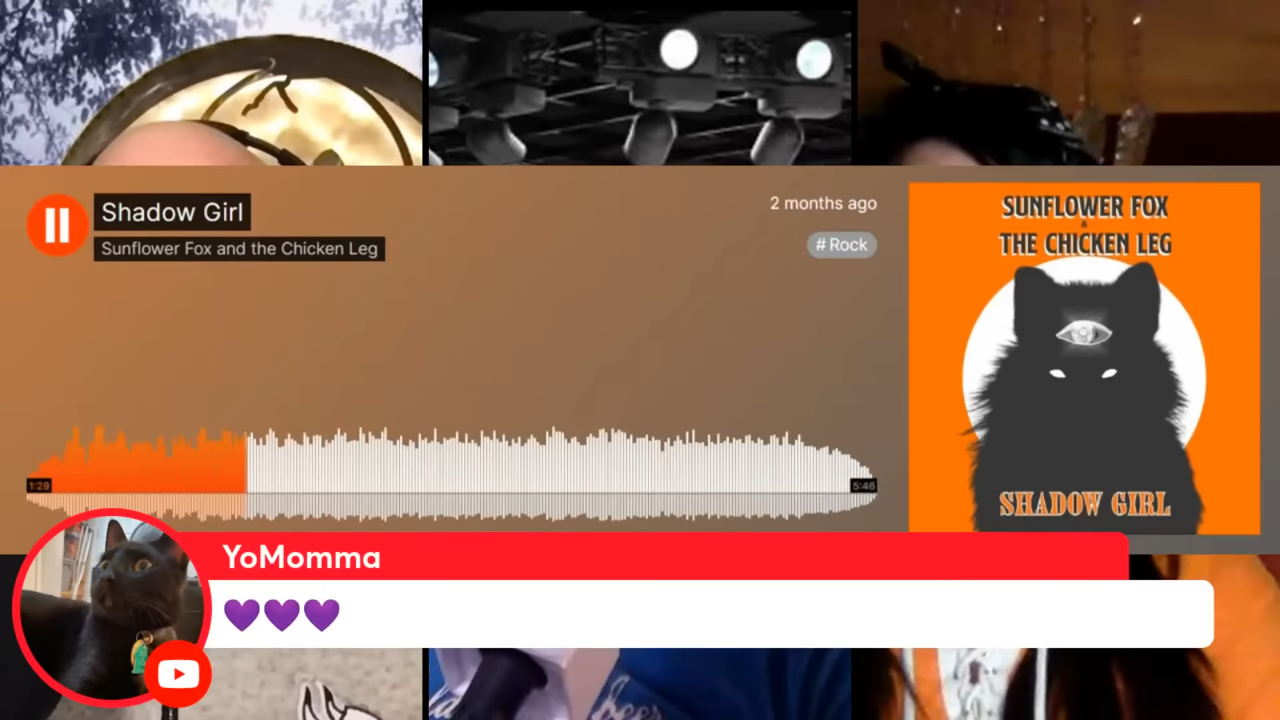 Shadow Girl
Sunflower Fox and the Chicken Leg
2 months ago
# Rock
SUNFLOWER FOX
&
THE CHICKEN LEG
SHADOW GIRL
1:29
5:46
YoMomma
💜💜💜
beer